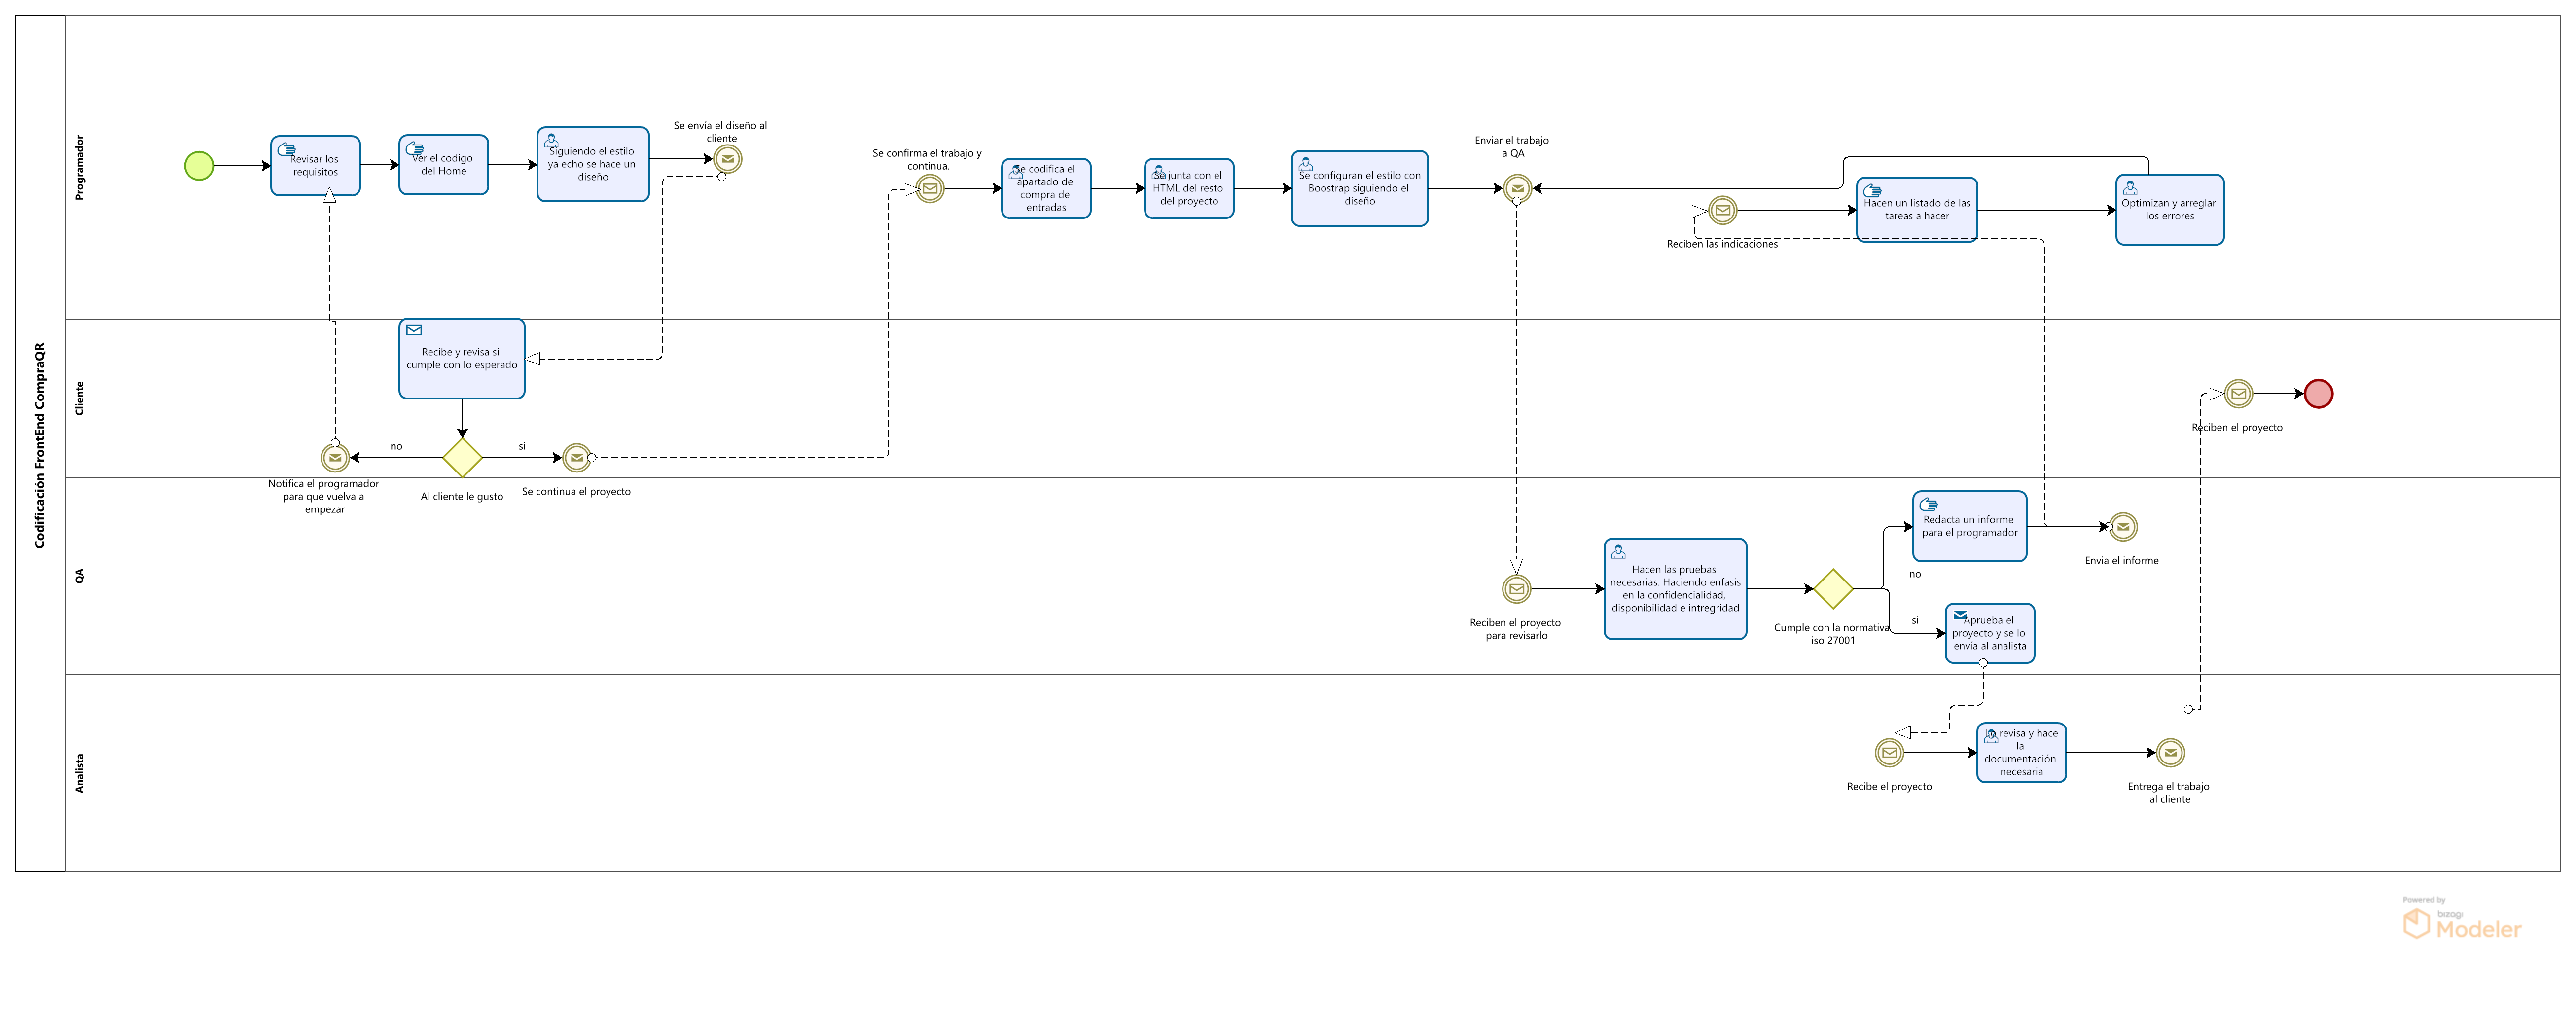 Codificación FrontEnd CompraQR
Programador
Revisar los
requisitos
Ver el codigo
del Home
Siguiendo el estilo
ya echo se hace un
diseño
Se envía el diseño al
cliente
Se confirma el trabajo y
continua.
Se codifica el
apartado de
compra de
entradas
Se junta con el
HTML del resto
del proyecto
Se configuran el estilo con
Boostrap siguiendo el
diseño
Enviar el trabajo
a QA
Reciben las indicaciones
Hacen un listado de las
tareas a hacer
Optimizan y arreglar
los errores
Cliente
Recibe y revisa si
cumple con lo esperado
no
si
Notifica el programador
para que vuelva a
empezar
Al cliente le gusto
Se continua el proyecto
Reciben el proyecto
QA
Reciben el proyecto
para revisarlo
Hacen las pruebas
necesarias. Haciendo enfasis
en la confidencialidad,
disponibilidad e intregridad
Cumple con la normativa
iso 27001
no
si
Redacta un informe
para el programador
Envia el informe
Aprueba el
proyecto y se lo
envía al analista
Analista
Recibe el proyecto
Lo revisa y hace
la
documentación
necesaria
Entrega el trabajo
al cliente
Powered by
bizagi
Modeler